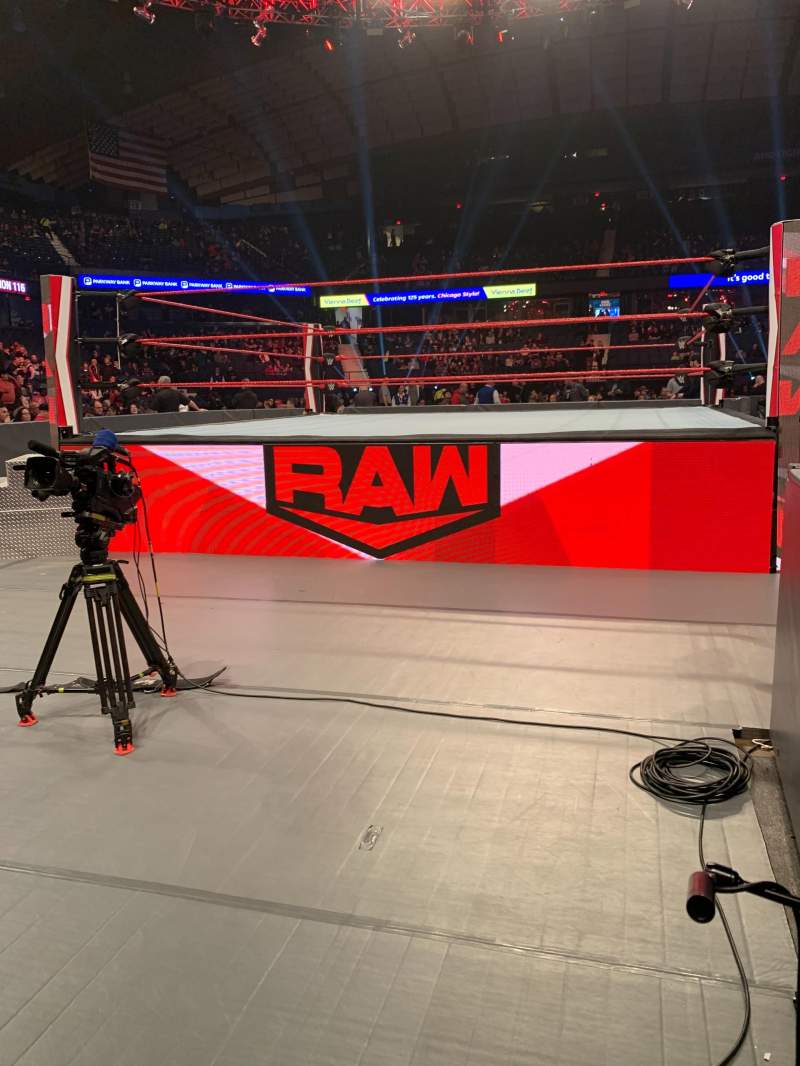 ION 116
PARKWAY BANK PARKWAY BANK PARKWAY BANK PARKWAY BANK
Vienna Beef Celebrating 125 years. Chicago Style! Vienna Beef
It's good t
RAW